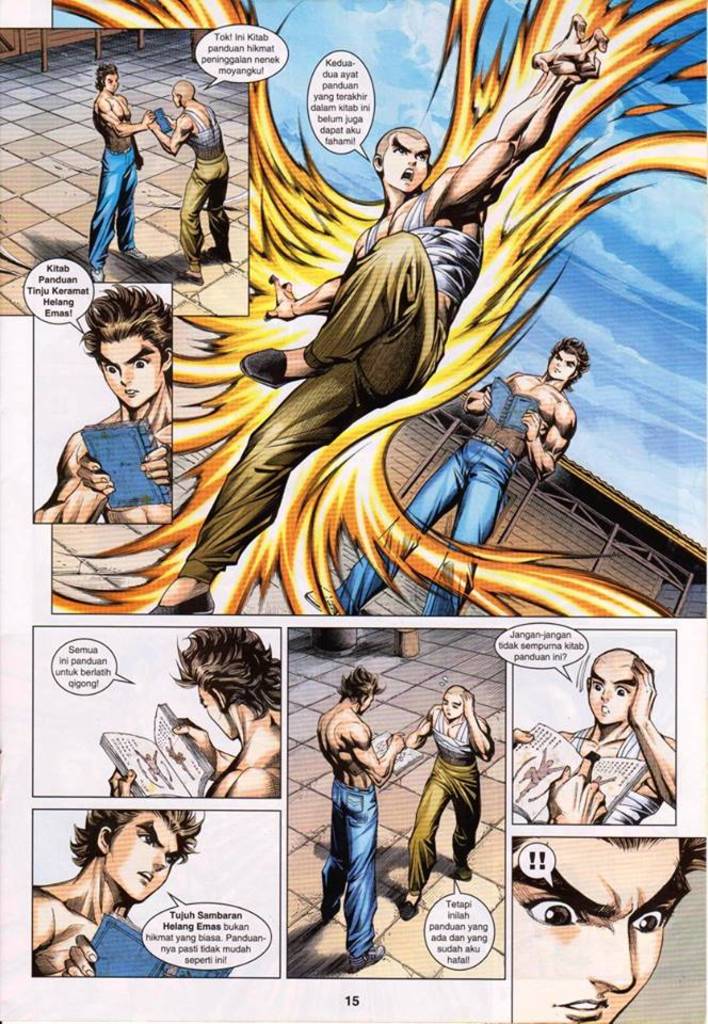 Tok! Ini Kitab
panduan hikmat
peninggalan nenek
moyangku!
Kedua-
dua ayat
panduan
yang terakhir
dalam kitab ini
belum juga
dapat aku
fahami!
Kitab
Panduan
Tinju Keramat
Helang
Emas!
Semua
ini panduan
untuk berlatih
qigong!
Tujuh Sambaran
Helang Emas bukan
hikmat yang biasa. Panduan-
nya pasti tidak mudah
seperti ini!
Tetapi
inilah
panduan yang
ada dan yang
sudah aku
hafal!
Jangan-jangan
tidak sempurna kitab
panduan ini?
!!
15